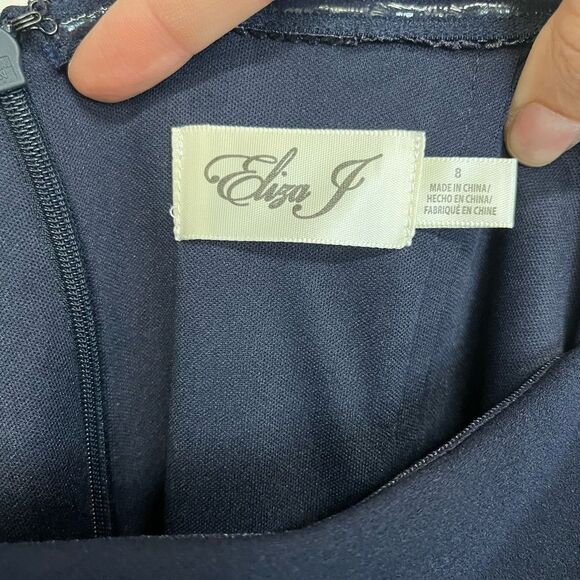 Eliza J
8
MADE IN CHINA/
HECHO EN CHINA/
FABRIQUÉ EN CHINE